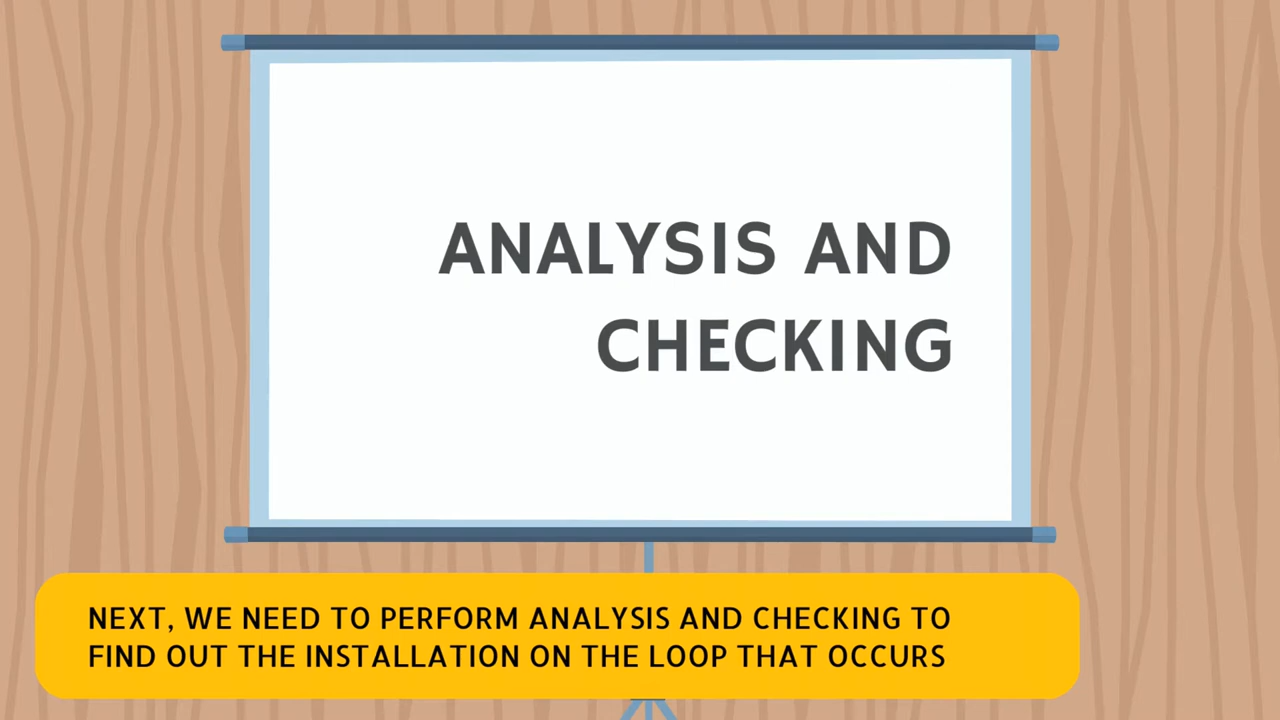 ANALYSIS AND
CHECKING
NEXT, WE NEED TO PERFORM ANALYSIS AND CHECKING TO
FIND OUT THE INSTALLATION ON THE LOOP THAT OCCURS